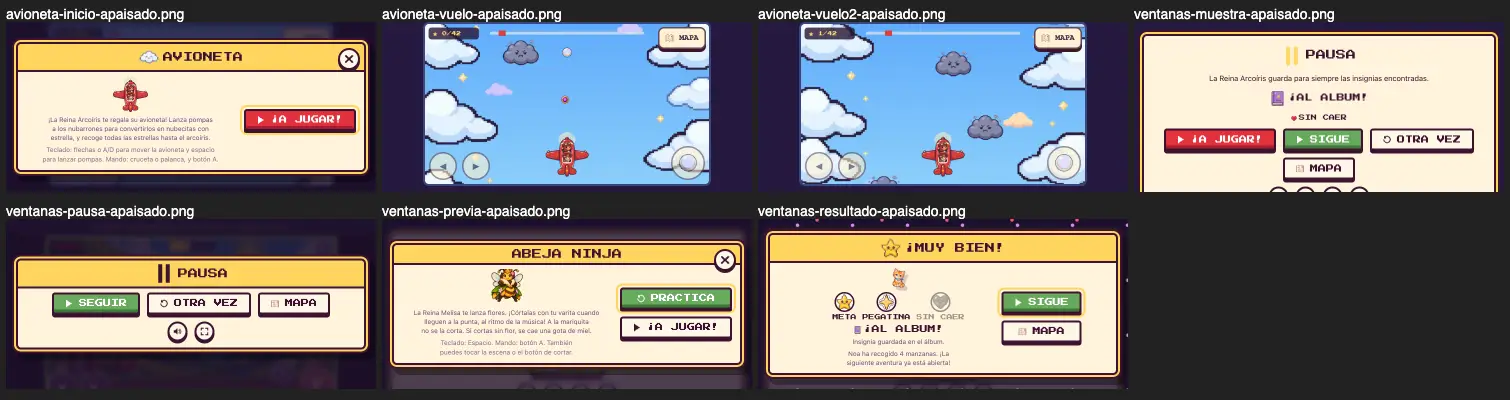 avioneta-inicio-apaisado.png
AVIONETA
¡La Reina Arcoíris te regala su avioneta! Lanza pompas
a los nubarrones para convertirlos en nubecitas con
estrella, y recoge todas las estrellas hasta el arcoíris.
Teclado: flechas o A/D para mover la avioneta y espacio
para lanzar pompas. Mando: cruceta o palanca, y botón A.
¡A JUGAR!
avioneta-vuelo-apaisado.png
0/42
MAPA
avioneta-vuelo2-apaisado.png
1/42
MAPA
ventanas-muestra-apaisado.png
PAUSA
La Reina Arcoíris guarda para siempre las insignias encontradas.
¡AL ALBUM!
SIN CAER
¡A JUGAR!
SIGUE
OTRA VEZ
MAPA
ventanas-pausa-apaisado.png
PAUSA
SEGUIR
OTRA VEZ
MAPA
ventanas-previa-apaisado.png
ABEJA NINJA
La Reina Melisa te lanza flores. ¡Córtalas con tu varita cuando
lleguen a la punta, al ritmo de la música! A la mariquita
no se la corta. Si cortas sin flor, se cae una gota de miel.
Teclado: Espacio. Mando: botón A. También
puedes tocar la escena o el botón de cortar.
PRACTICA
¡A JUGAR!
ventanas-resultado-apaisado.png
¡MUY BIEN!
META PEGATINA SIN CAER
¡AL ALBUM!
Insignia guardada en el álbum.
Noa ha recogido 4 manzanas. ¡La
siguiente aventura ya está abierta!
SIGUE
MAPA